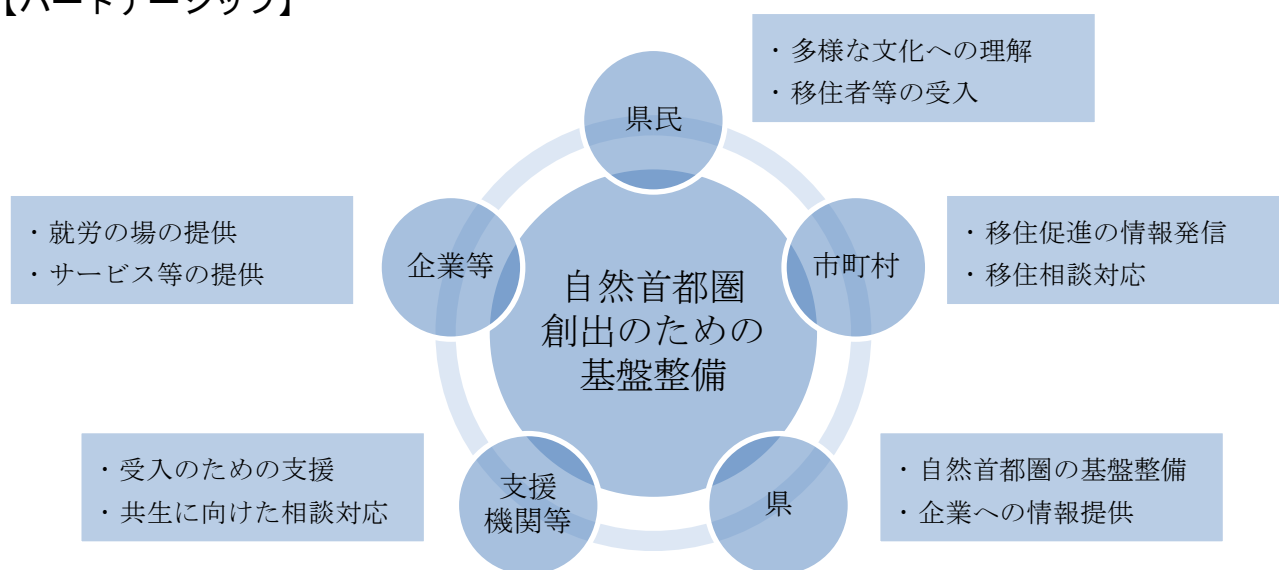 【パートナーシップ】
・多様な文化への理解
・移住者等の受入
県民
・就労の場の提供
・サービス等の提供
企業等
市町村
・移住促進の情報発信
・移住相談対応
自然首都圏
創出のための
基盤整備
・受入のための支援
・共生に向けた相談対応
支援
機関等
県
・自然首都圏の基盤整備
・企業への情報提供